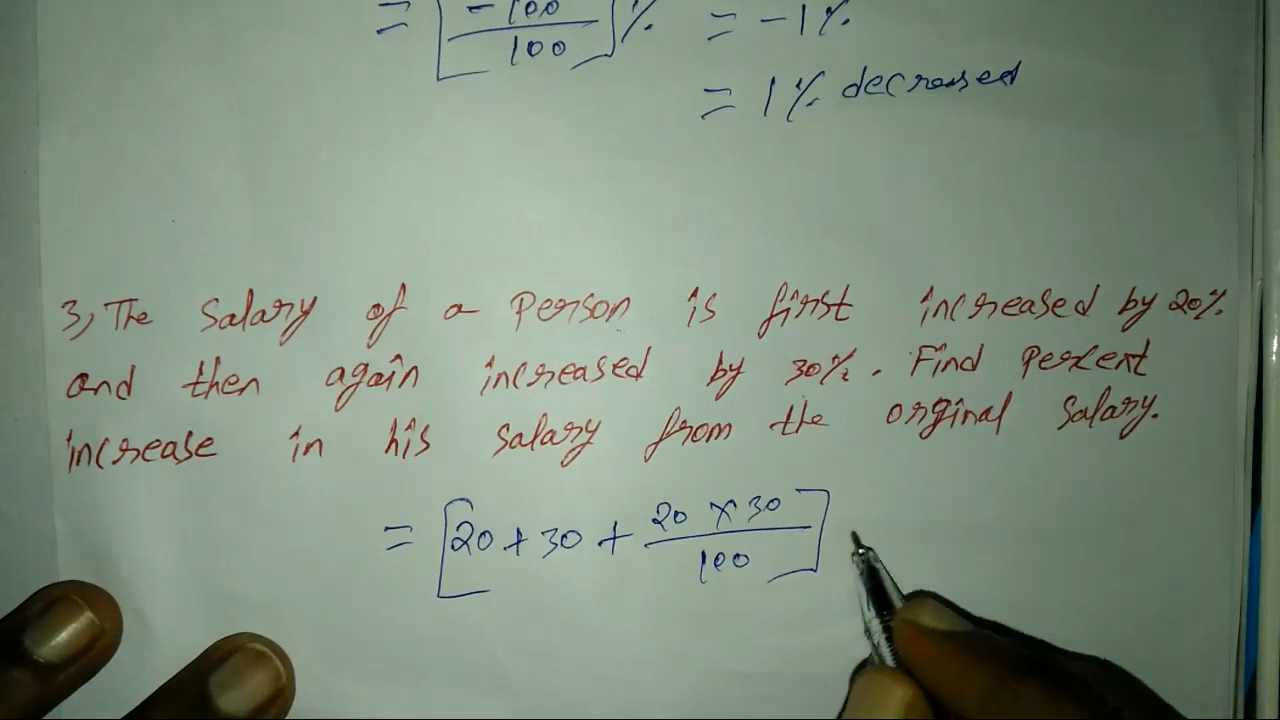 = [-100/100]% = -1%
= 1% decreased
3, The salary of a person is first increased by 20%
and then again increased by 30%. Find percent
increase in his salary from the orginal salary.
= [20 + 30 + 20 × 30/100]